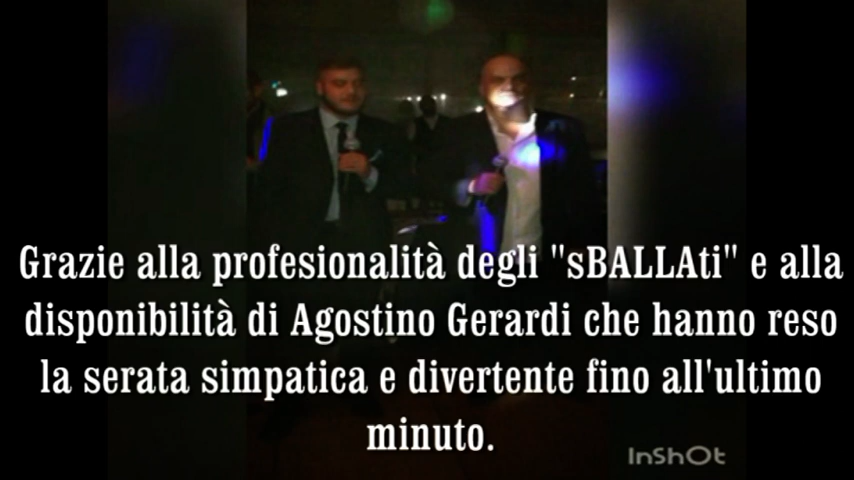 Grazie alla profesionalità degli "sBALLAti" e alla
disponibilità di Agostino Gerardi che hanno reso
la serata simpatica e divertente fino all'ultimo
minuto.
InShOt